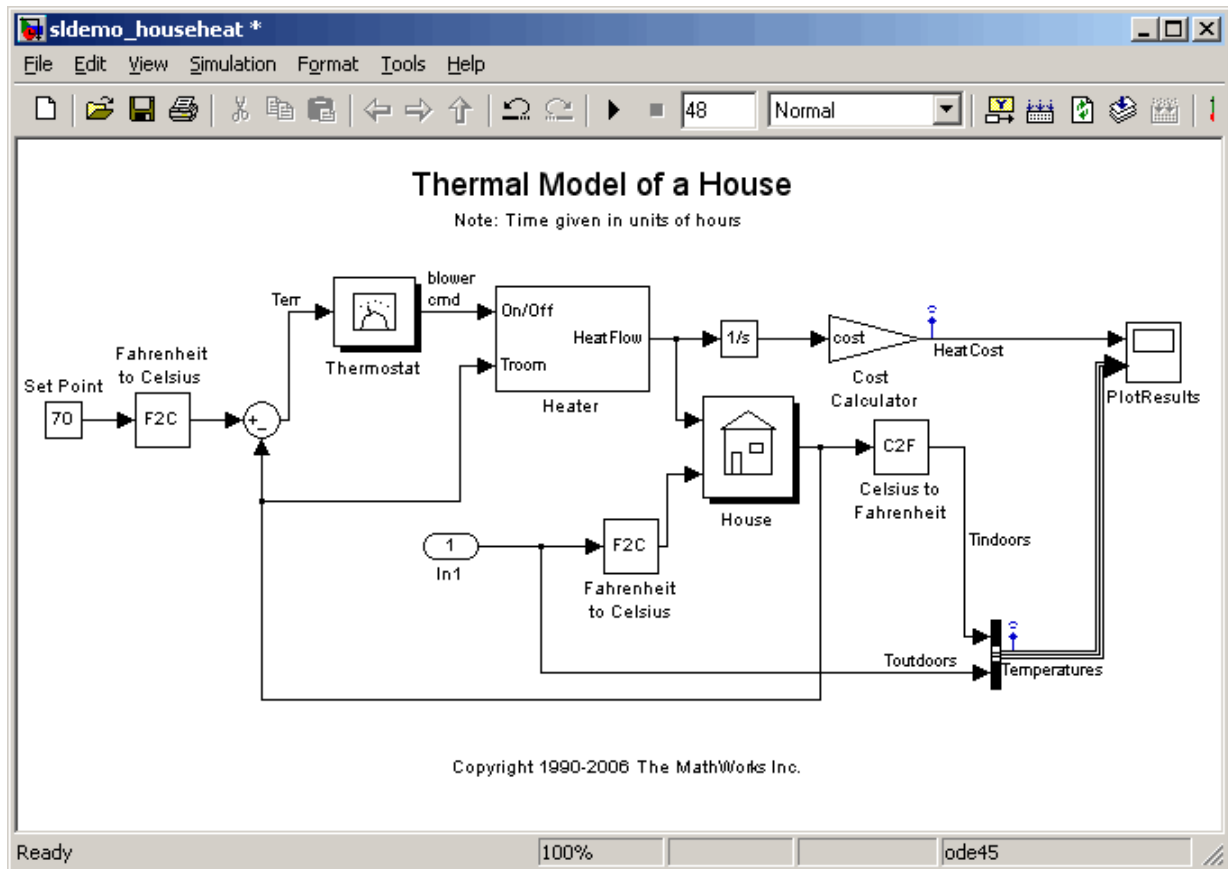 sldemo_househeat *
File Edit View Simulation Format Tools Help
48 Normal
Thermal Model of a House
Note: Time given in units of hours
Terr
blower
cmd
On/Off
HeatFlow
Troom
Heater
Thermostat
1/s
cost
Cost
Calculator
HeatCost
PlotResults
Set Point
70
Fahrenheit
to Celsius
F2C
+
-
House
C2F
Celsius to
Fahrenheit
1
In1
F2C
Fahrenheit
to Celsius
Tindoors
Toutdoors
Temperatures
Copyright 1990-2006 The MathWorks Inc.
Ready 100% ode45